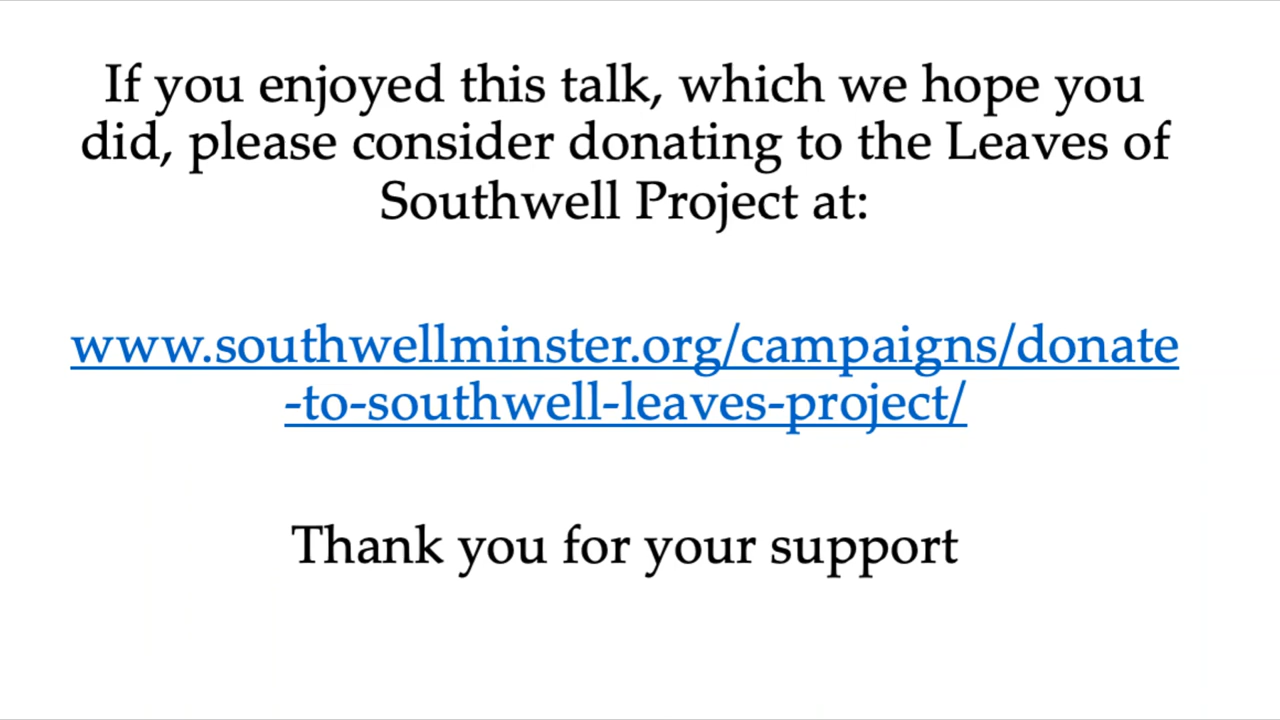 If you enjoyed this talk, which we hope you
did, please consider donating to the Leaves of
Southwell Project at:
www.southwellminster.org/campaigns/donate
-to-southwell-leaves-project/
Thank you for your support